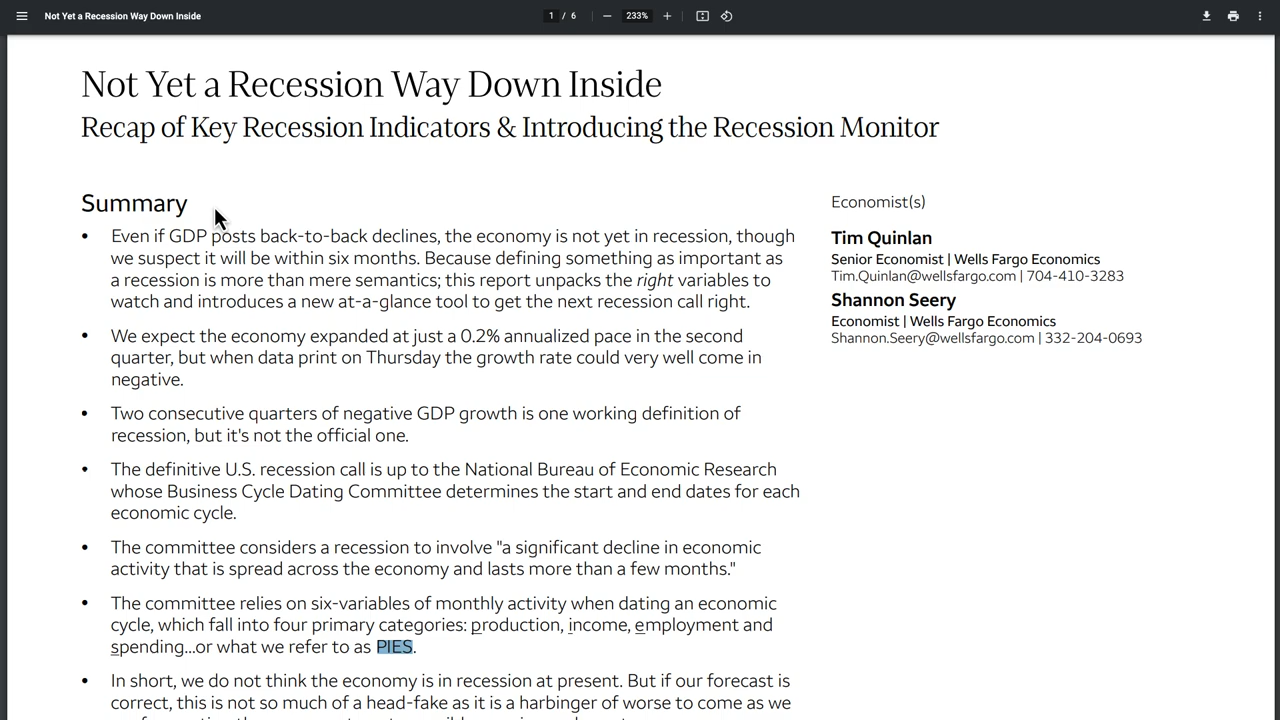 Not Yet a Recession Way Down Inside
1 / 6
233%
Not Yet a Recession Way Down Inside
Recap of Key Recession Indicators & Introducing the Recession Monitor
Summary
• Even if GDP posts back-to-back declines, the economy is not yet in recession, though
we suspect it will be within six months. Because defining something as important as
a recession is more than mere semantics; this report unpacks the right variables to
watch and introduces a new at-a-glance tool to get the next recession call right.
• We expect the economy expanded at just a 0.2% annualized pace in the second
quarter, but when data print on Thursday the growth rate could very well come in
negative.
• Two consecutive quarters of negative GDP growth is one working definition of
recession, but it's not the official one.
• The definitive U.S. recession call is up to the National Bureau of Economic Research
whose Business Cycle Dating Committee determines the start and end dates for each
economic cycle.
• The committee considers a recession to involve "a significant decline in economic
activity that is spread across the economy and lasts more than a few months."
• The committee relies on six-variables of monthly activity when dating an economic
cycle, which fall into four primary categories: production, income, employment and
spending...or what we refer to as PIES.
• In short, we do not think the economy is in recession at present. But if our forecast is
correct, this is not so much of a head-fake as it is a harbinger of worse to come as we
Economist(s)
Tim Quinlan
Senior Economist | Wells Fargo Economics
Tim.Quinlan@wellsfargo.com | 704-410-3283
Shannon Seery
Economist | Wells Fargo Economics
Shannon.Seery@wellsfargo.com | 332-204-0693